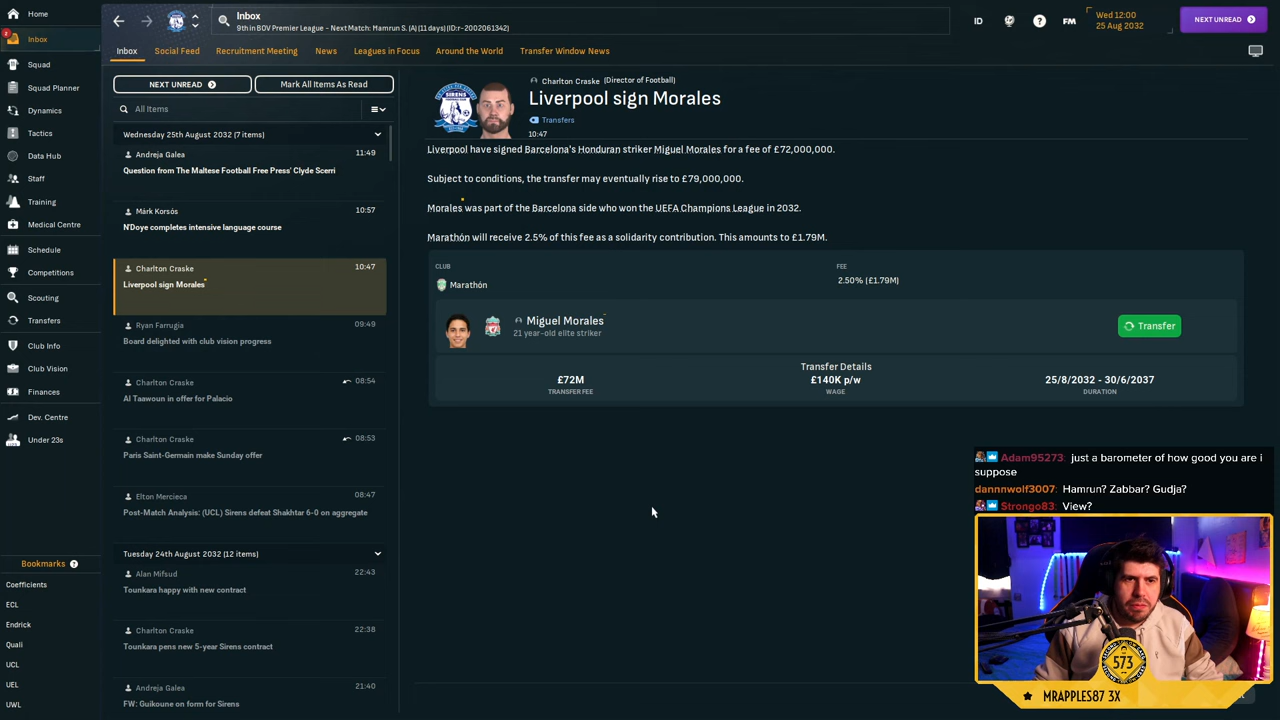 Home
2
Inbox
Squad
Squad Planner
Dynamics
Tactics
Data Hub
Staff
Training
Medical Centre
Schedule
Competitions
Scouting
Transfers
Club Info
Club Vision
Finances
Dev. Centre
Under 23s
Bookmarks ?
Coefficients
ECL
Endrick
Quali
UCL
UEL
UWL
Inbox
9th in BOV Premier League - Next Match: Hamrun S. (A) (11 days) (ID:r-2002061342)
ID
?
FM
Wed 12:00
25 Aug 2032
NEXT UNREAD
Inbox
Social Feed
Recruitment Meeting
News
Leagues in Focus
Around the World
Transfer Window News
NEXT UNREAD
Mark All Items As Read
All Items
Wednesday 25th August 2032 (7 items)
Andreja Galea 11:49
Question from The Maltese Football Free Press' Clyde Scerri
Márk Korsós 10:57
N'Doye completes intensive language course
Charlton Craske 10:47
Liverpool sign Morales
Ryan Farrugia 09:49
Board delighted with club vision progress
Charlton Craske 08:54
Al Taawoun in offer for Palacio
Charlton Craske 08:53
Paris Saint-Germain make Sunday offer
Elton Mercieca 08:47
Post-Match Analysis: (UCL) Sirens defeat Shakhtar 6-0 on aggregate
Tuesday 24th August 2032 (12 items)
Alan Mifsud 22:43
Tounkara happy with new contract
Charlton Craske 22:38
Tounkara pens new 5-year Sirens contract
Andreja Galea 21:40
FW: Guikoune on form for Sirens
SIRENS
Charlton Craske (Director of Football)
Liverpool sign Morales
Transfers
10:47
Liverpool have signed Barcelona's Honduran striker Miguel Morales for a fee of £72,000,000.
Subject to conditions, the transfer may eventually rise to £79,000,000.
Morales was part of the Barcelona side who won the UEFA Champions League in 2032.
Marathón will receive 2.5% of this fee as a solidarity contribution. This amounts to £1.79M.
CLUB FEE
Marathón 2.50% (£1.79M)
Miguel Morales
21 year-old elite striker
Transfer
Transfer Details
£72M £140K p/w 25/8/2032 - 30/6/2037
TRANSFER FEE WAGE DURATION
Adam95273: just a barometer of how good you are i
suppose
dannnwolf3007: Hamrun? Zabbar? Gudja?
Strongo83: View?
573
MRAPPLES87 3X